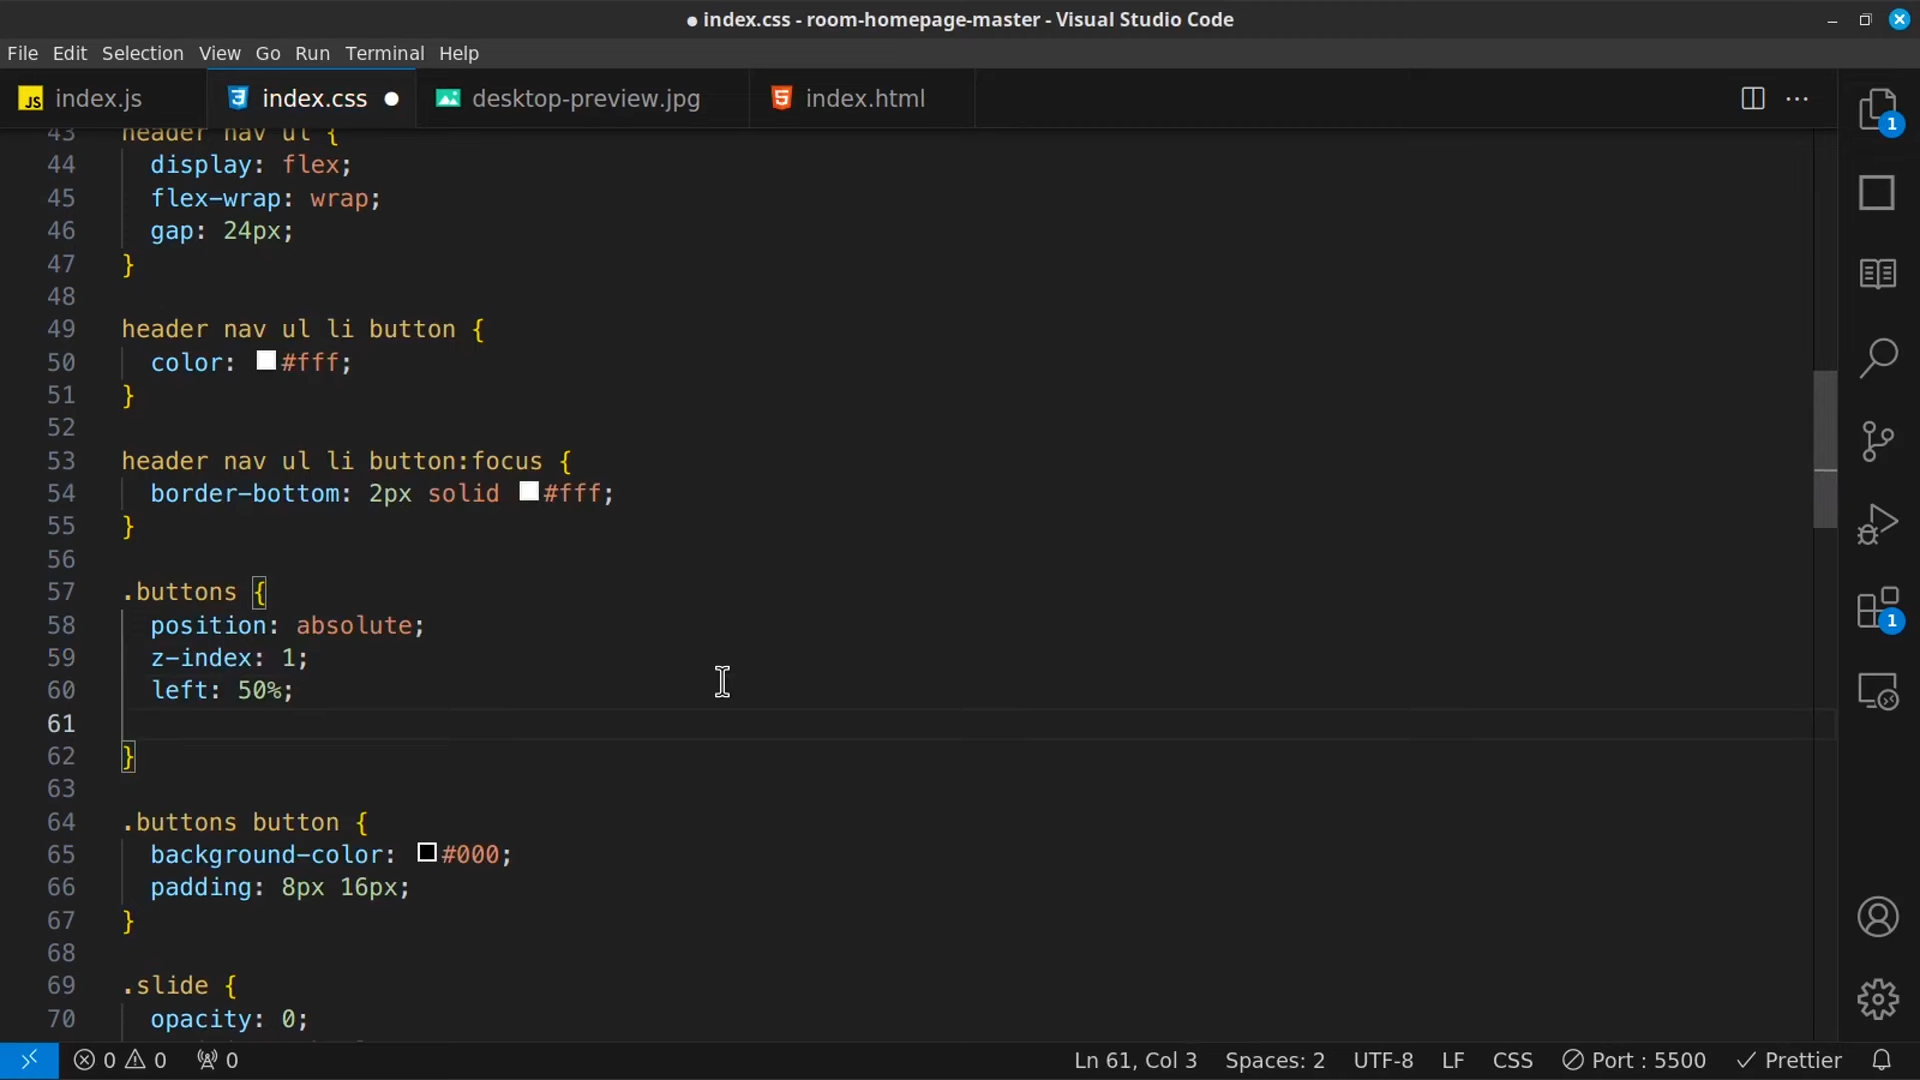 ● index.css - room-homepage-master - Visual Studio Code
File Edit Selection View Go Run Terminal Help
JS index.js index.css ● desktop-preview.jpg index.html
43 header nav ul {
44 display: flex;
45 flex-wrap: wrap;
46 gap: 24px;
47 }
48
49 header nav ul li button {
50 color: #fff;
51 }
52
53 header nav ul li button:focus {
54 border-bottom: 2px solid #fff;
55 }
56
57 .buttons {
58 position: absolute;
59 z-index: 1;
60 left: 50%;
61
62 }
63
64 .buttons button {
65 background-color: #000;
66 padding: 8px 16px;
67 }
68
69 .slide {
70 opacity: 0;
1
1
0 0 0 Ln 61, Col 3 Spaces: 2 UTF-8 LF CSS Port : 5500 Prettier